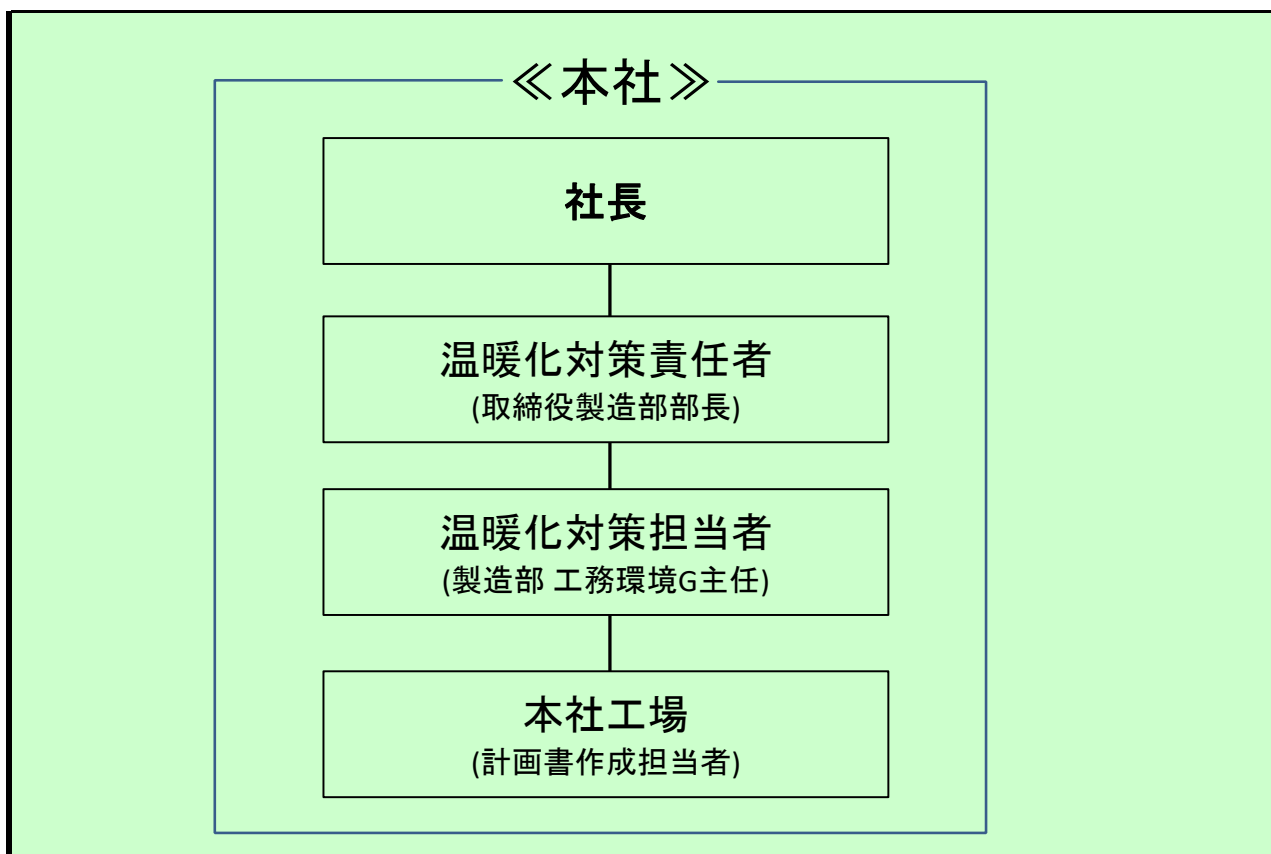 ≪本社≫
社長
温暖化対策責任者
(取締役製造部部長)
温暖化対策担当者
(製造部 工務環境G主任)
本社工場
(計画書作成担当者)